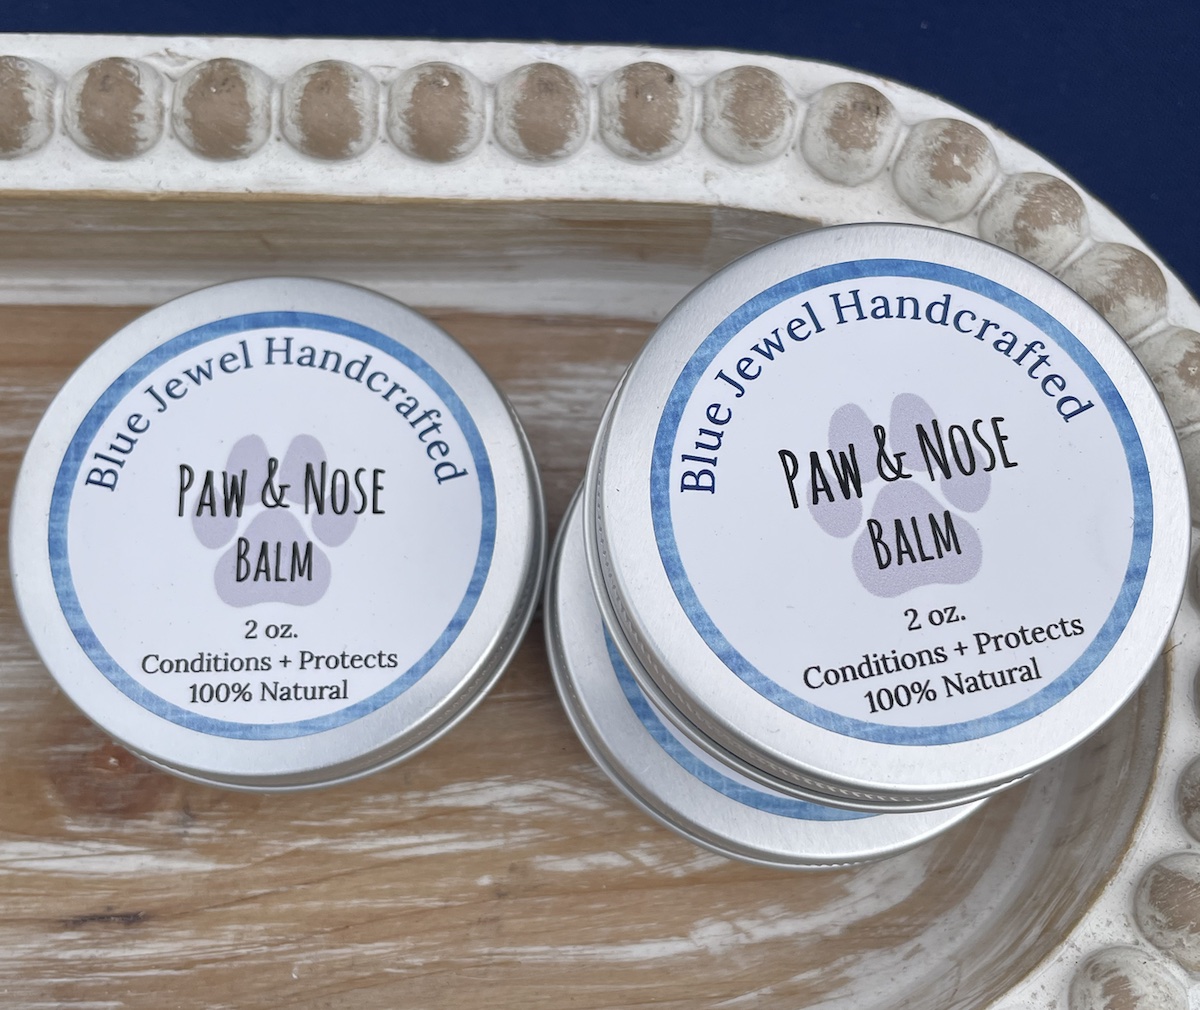 Blue Jewel Handcrafted
PAW & NOSE
BALM
2 oz.
Conditions + Protects
100% Natural
Blue Jewel Handcrafted
PAW & NOSE
BALM
2 oz.
Conditions + Protects
100% Natural